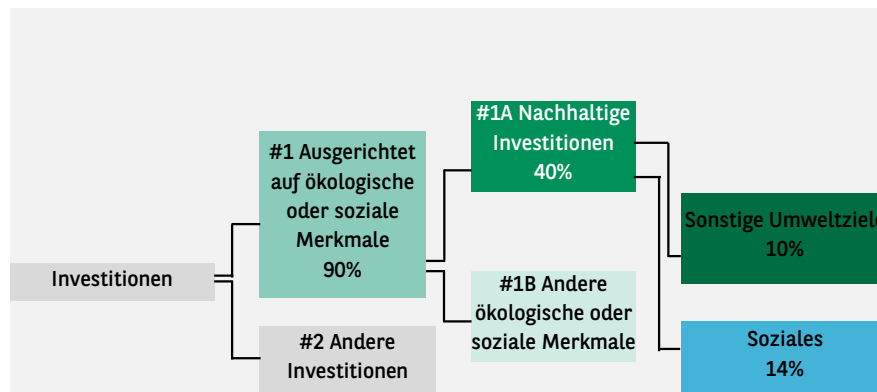 Investitionen
#1 Ausgerichtet
auf ökologische
oder soziale
Merkmale
90%
#2 Andere
Investitionen
#1A Nachhaltige
Investitionen
40%
#1B Andere
ökologische oder
soziale Merkmale
Sonstige Umweltziele
10%
Soziales
14%